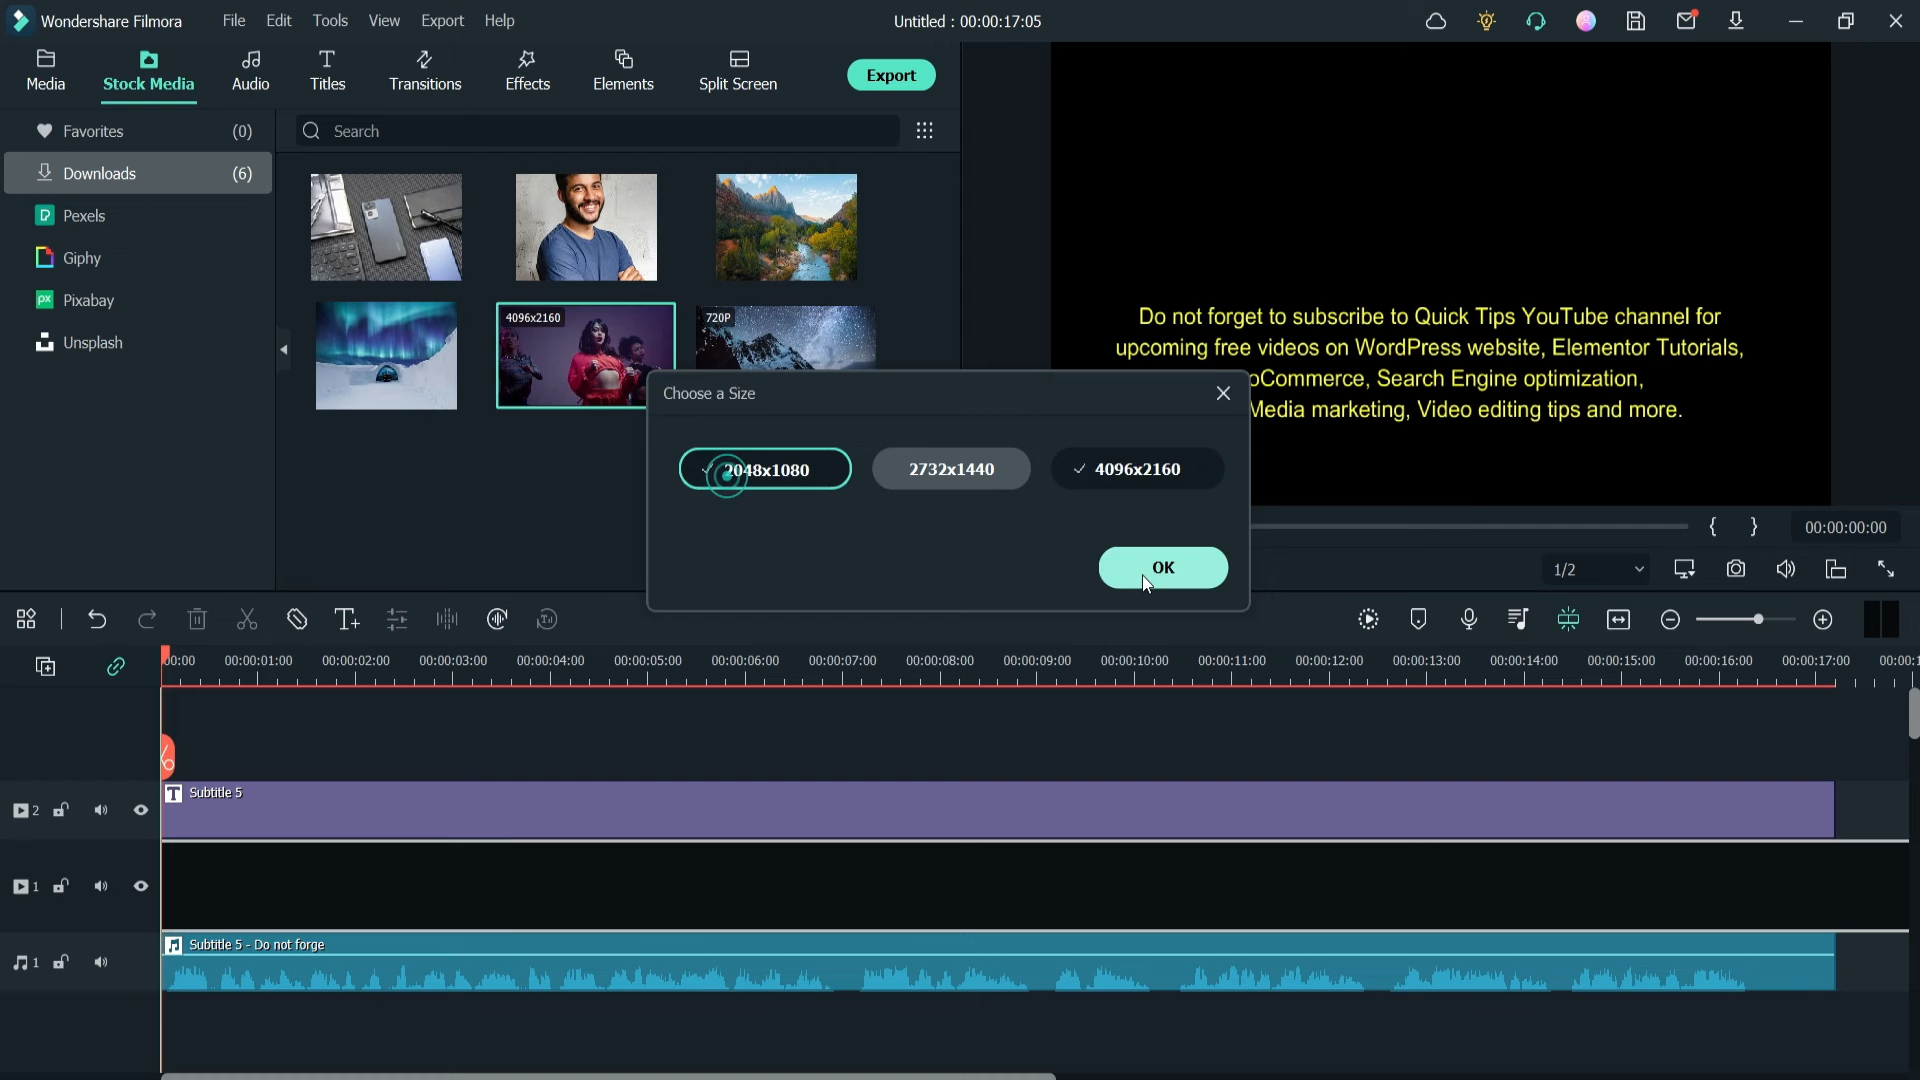 Wondershare Filmora
File Edit Tools View Export Help
Untitled : 00:00:17:05
Media
Stock Media
Audio
Titles
Transitions
Effects
Elements
Split Screen
Export
Favorites (0)
Downloads (6)
Pexels
Giphy
Pixabay
Unsplash
Search
4096x2160
720P
Do not forget to subscribe to Quick Tips YouTube channel for
upcoming free videos on WordPress website, Elementor Tutorials,
oCommerce, Search Engine optimization,
Media marketing, Video editing tips and more.
Choose a Size
2048x1080
2732x1440
4096x2160
OK
{ } 00:00:00:00
1/2
00:00 00:00:01:00 00:00:02:00 00:00:03:00 00:00:04:00 00:00:05:00 00:00:06:00 00:00:07:00 00:00:08:00 00:00:09:00 00:00:10:00 00:00:11:00 00:00:12:00 00:00:13:00 00:00:14:00 00:00:15:00 00:00:16:00 00:00:17:00 00:00:1
2
Subtitle 5
1
1
Subtitle 5 - Do not forge